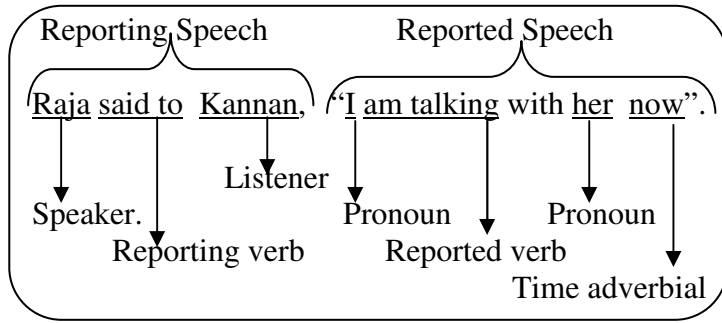 Reporting Speech Reported Speech
Raja said to Kannan, “I am talking with her now”.
Listener
Speaker. Pronoun Pronoun
Reporting verb Reported verb
Time adverbial